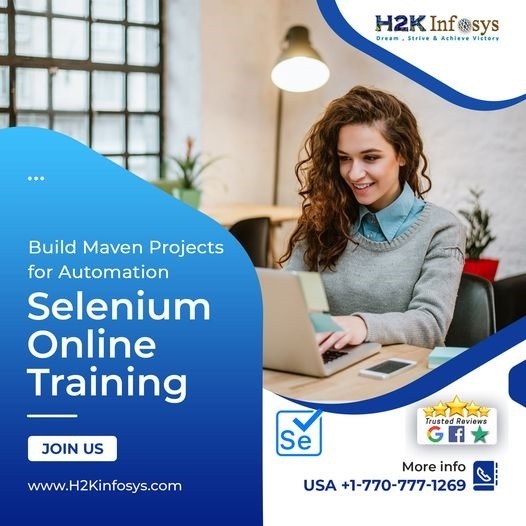 H2K Infosys
Dream , Strive & Achieve Victory
Build Maven Projects
for Automation
Selenium
Online
Training
JOIN US
www.H2Kinfosys.com
Se
Trusted Reviews
G f
More info
USA +1-770-777-1269